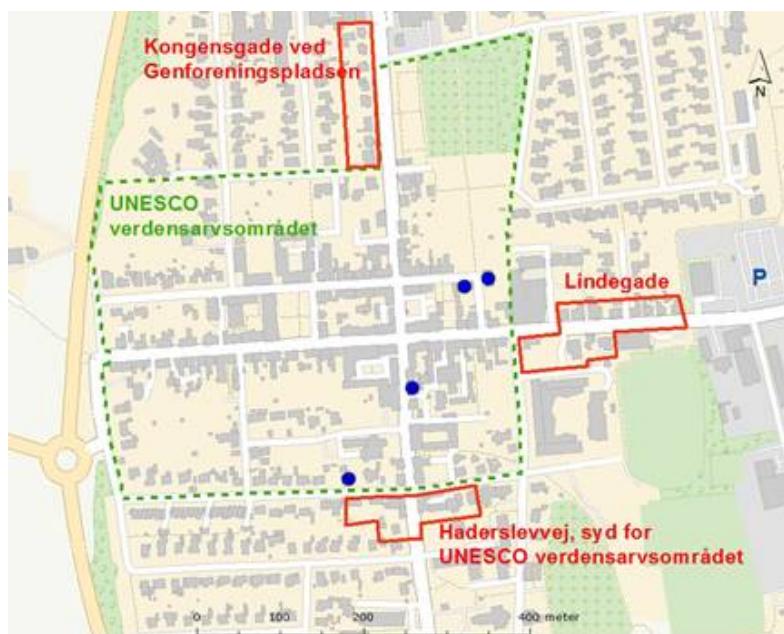 Kongensgade ved
Genforeningspladsen
N
UNESCO
verdensarvsområdet
Lindegade
P
Haderslevvej, syd for
UNESCO verdensarvsområdet
0 100 200 400 meter